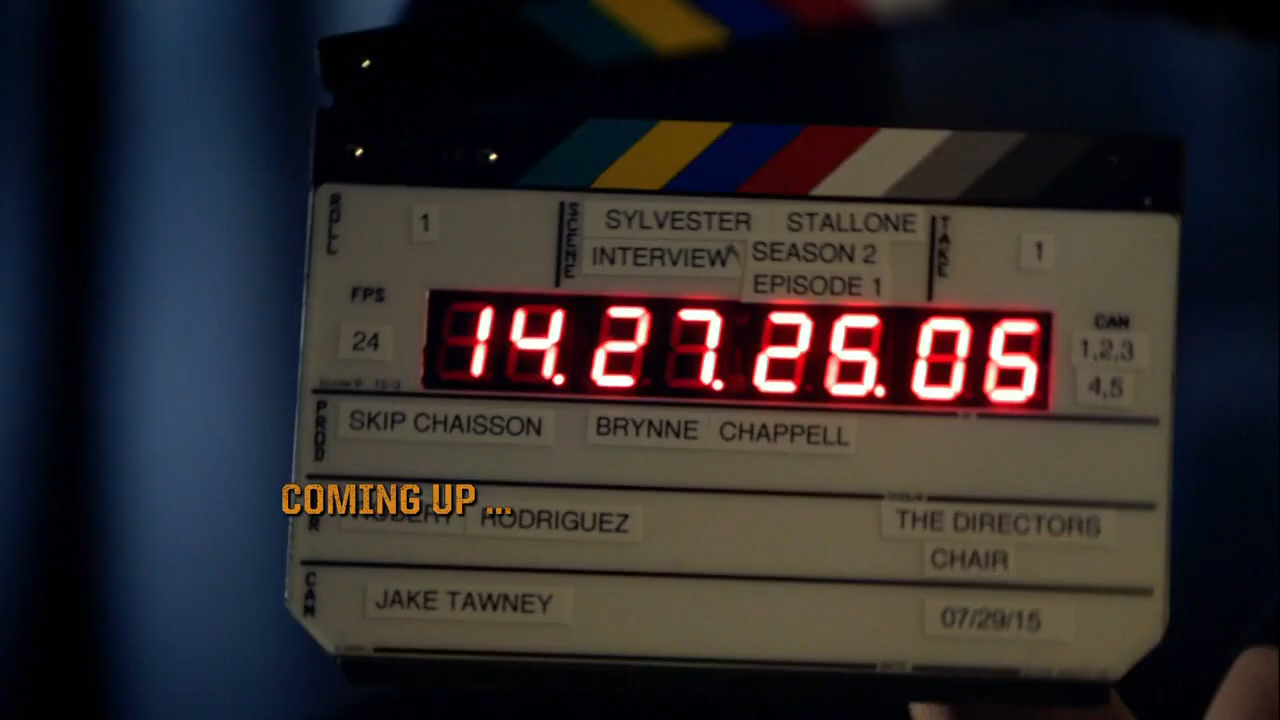 ROLL 1 SCENE SYLVESTER STALLONE TAKE 1
INTERVIEW SEASON 2
EPISODE 1
FPS
24
14.27.25.05
CAN
1,2,3
4,5
PROD
SKIP CHAISSON BRYNNE CHAPPELL
COMING UP ...
RODRIGUEZ THE DIRECTORS
CHAIR
CAM
JAKE TAWNEY 07/29/15